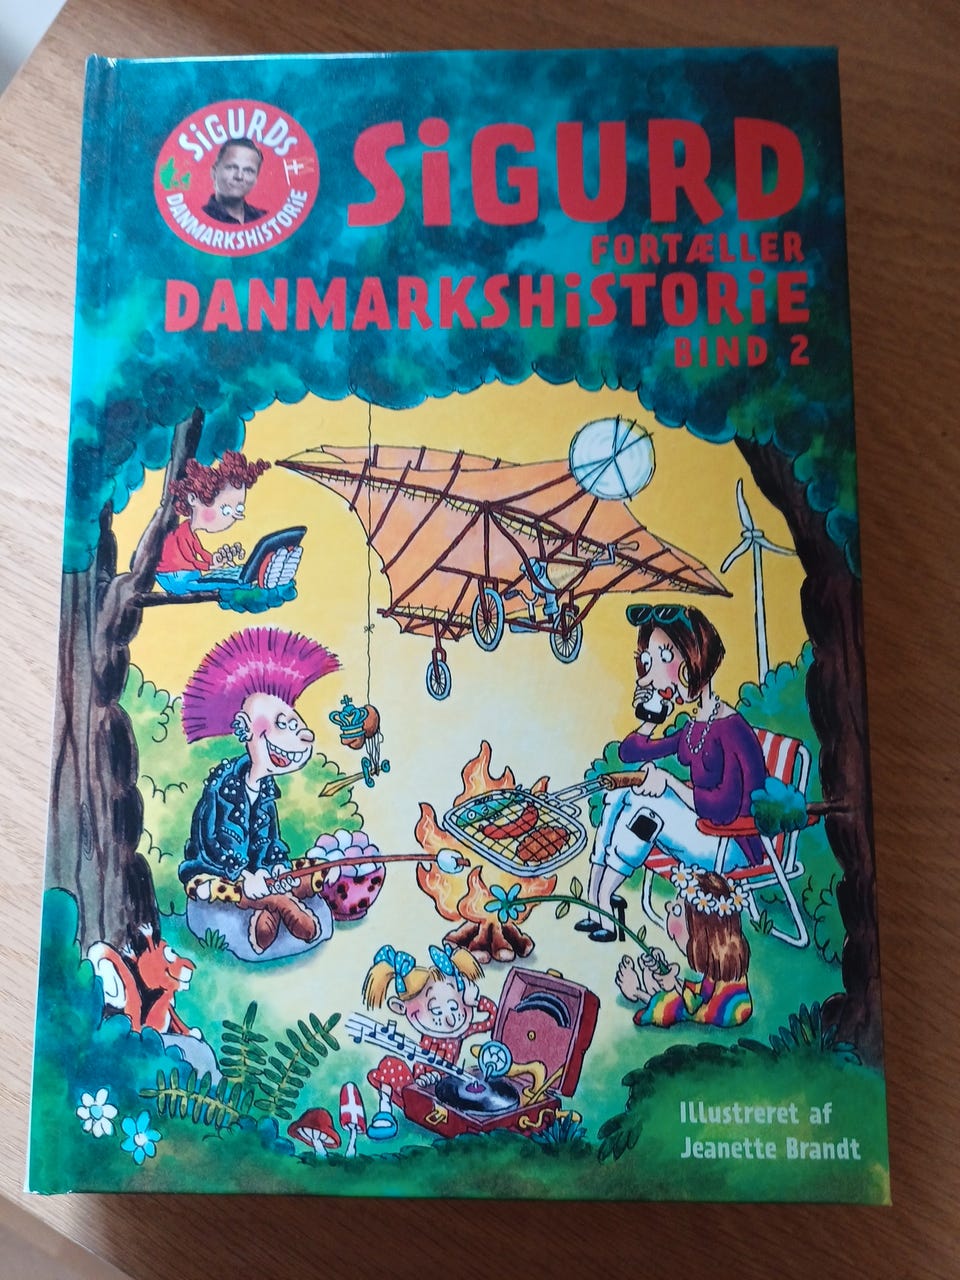 SiGURDS
DANMARKSHiSTORiE
SiGURD
FORTÆLLER
DANMARKSHiSTORiE
BIND 2
Illustreret af
Jeanette Brandt